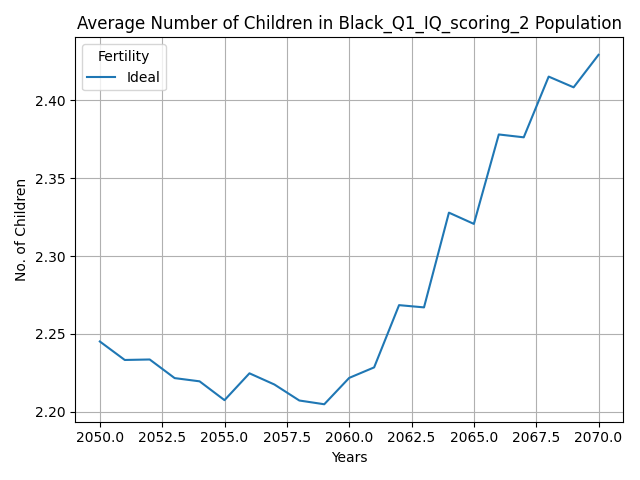 Average Number of Children in Black_Q1_IQ_scoring_2 Population
Fertility
Ideal
No. of Children
2.40
2.35
2.30
2.25
2.20
2050.0 2052.5 2055.0 2057.5 2060.0 2062.5 2065.0 2067.5 2070.0
Years